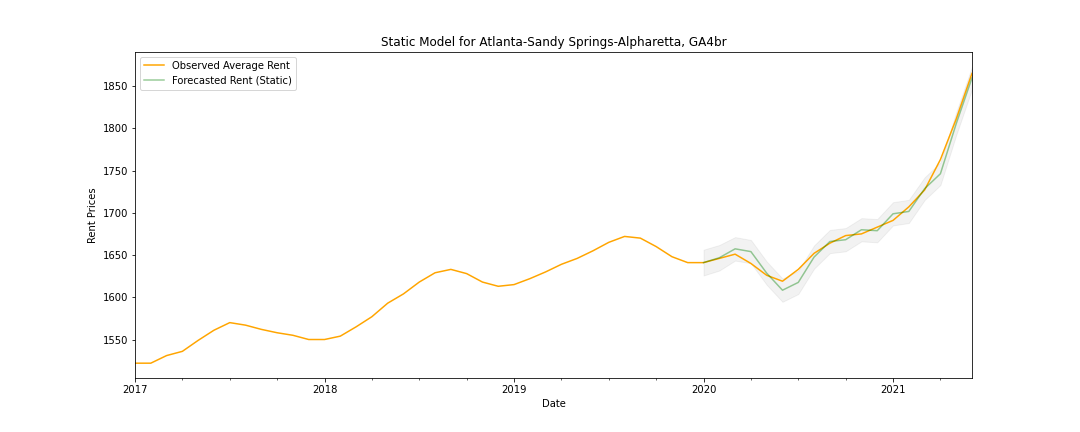 Static Model for Atlanta-Sandy Springs-Alpharetta, GA4br
Observed Average Rent
Forecasted Rent (Static)
Rent Prices
1850
1800
1750
1700
1650
1600
1550
2017
2018
2019
2020
2021
Date